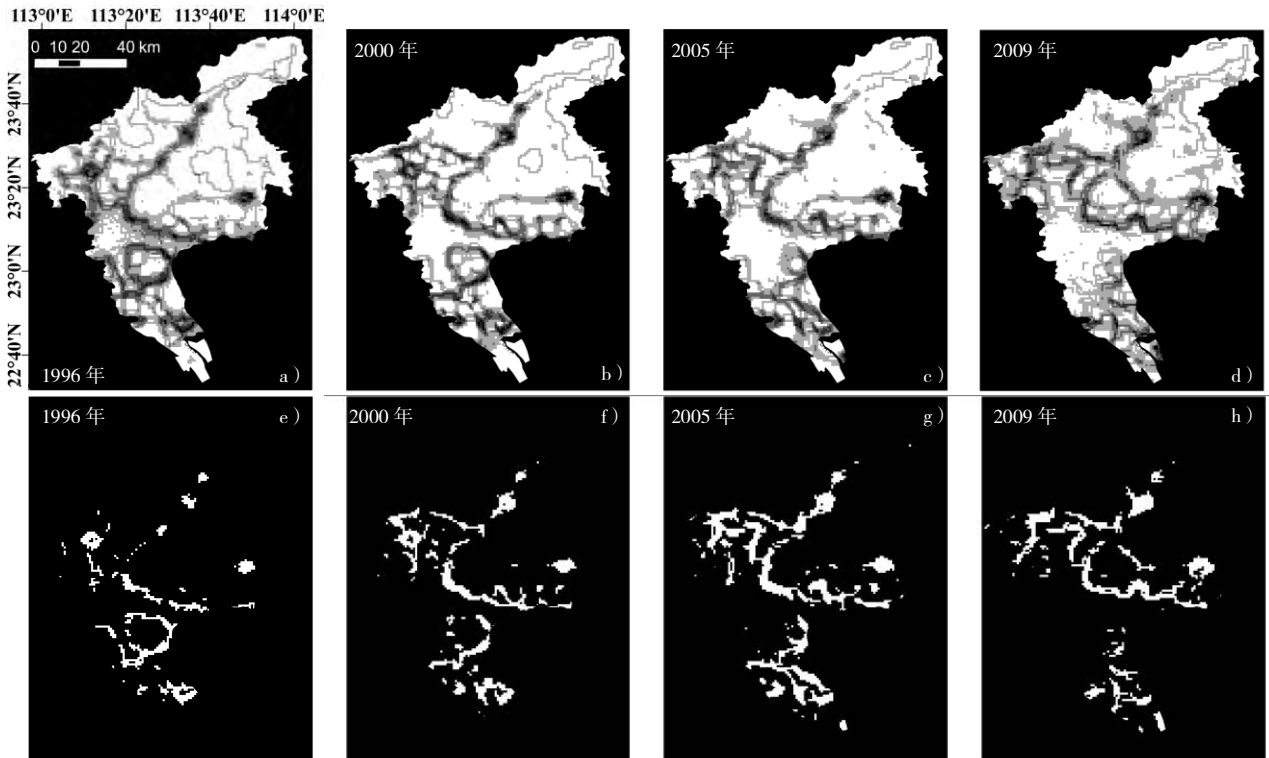 113°0'E 113°20'E 113°40'E 114°0'E
0 10 20 40 km
23°40'N
23°20'N
23°0'N
22°40'N
1996 年 a)
2000 年
b)
2005 年
c)
2009 年
d)
1996 年 e)
2000 年 f)
2005 年 g)
2009 年 h)